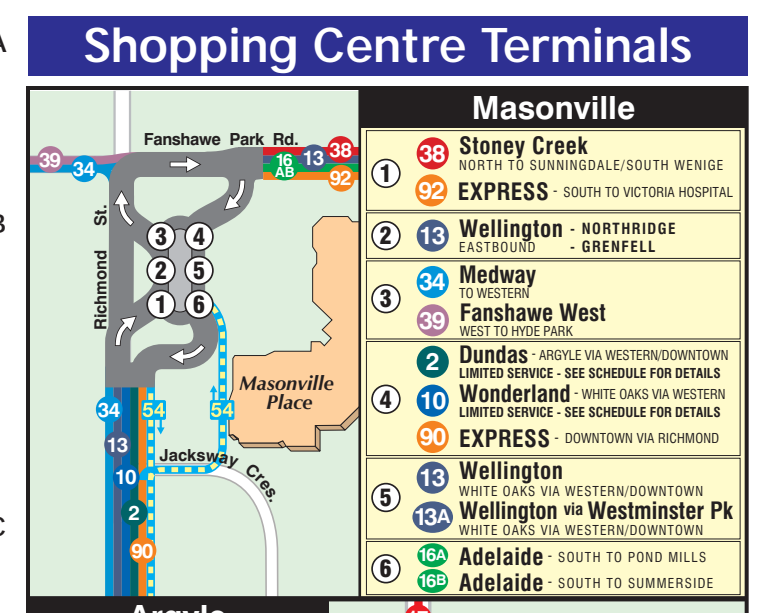 A
Shopping Centre Terminals
Fanshawe Park Rd.
39
34
16
AB
13
38
92
Richmond St.
3 4
2 5
1 6
Masonville
Place
34
54
54
13
Jacksway Cres.
10
2
90
B
C
Masonville
1
38 Stoney Creek
NORTH TO SUNNINGDALE/SOUTH WENIGE
92 EXPRESS - SOUTH TO VICTORIA HOSPITAL
2
13 Wellington - NORTHRIDGE
EASTBOUND - GRENFELL
3
34 Medway
TO WESTERN
39 Fanshawe West
WEST TO HYDE PARK
4
2 Dundas - ARGYLE VIA WESTERN/DOWNTOWN
LIMITED SERVICE - SEE SCHEDULE FOR DETAILS
10 Wonderland - WHITE OAKS VIA WESTERN
LIMITED SERVICE - SEE SCHEDULE FOR DETAILS
90 EXPRESS - DOWNTOWN VIA RICHMOND
5
13 Wellington
WHITE OAKS VIA WESTERN/DOWNTOWN
13A Wellington via Westminster Pk
WHITE OAKS VIA WESTERN/DOWNTOWN
6
16A Adelaide - SOUTH TO POND MILLS
16B Adelaide - SOUTH TO SUMMERSIDE
Argyle